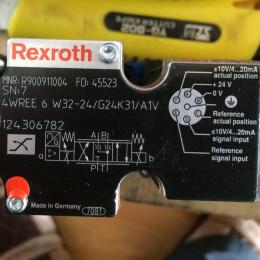 Rexroth
MNR: R900911004 FD: 45523
SN: 7
4WREE 6 W32-24/G24K31/A1V
124306782
±10V/4...20mA
actual position
+ 24 V
0 V
Reference
actual position
±10V/4...20mA
signal input
Reference
signal input
A B
Made in Germany
7081